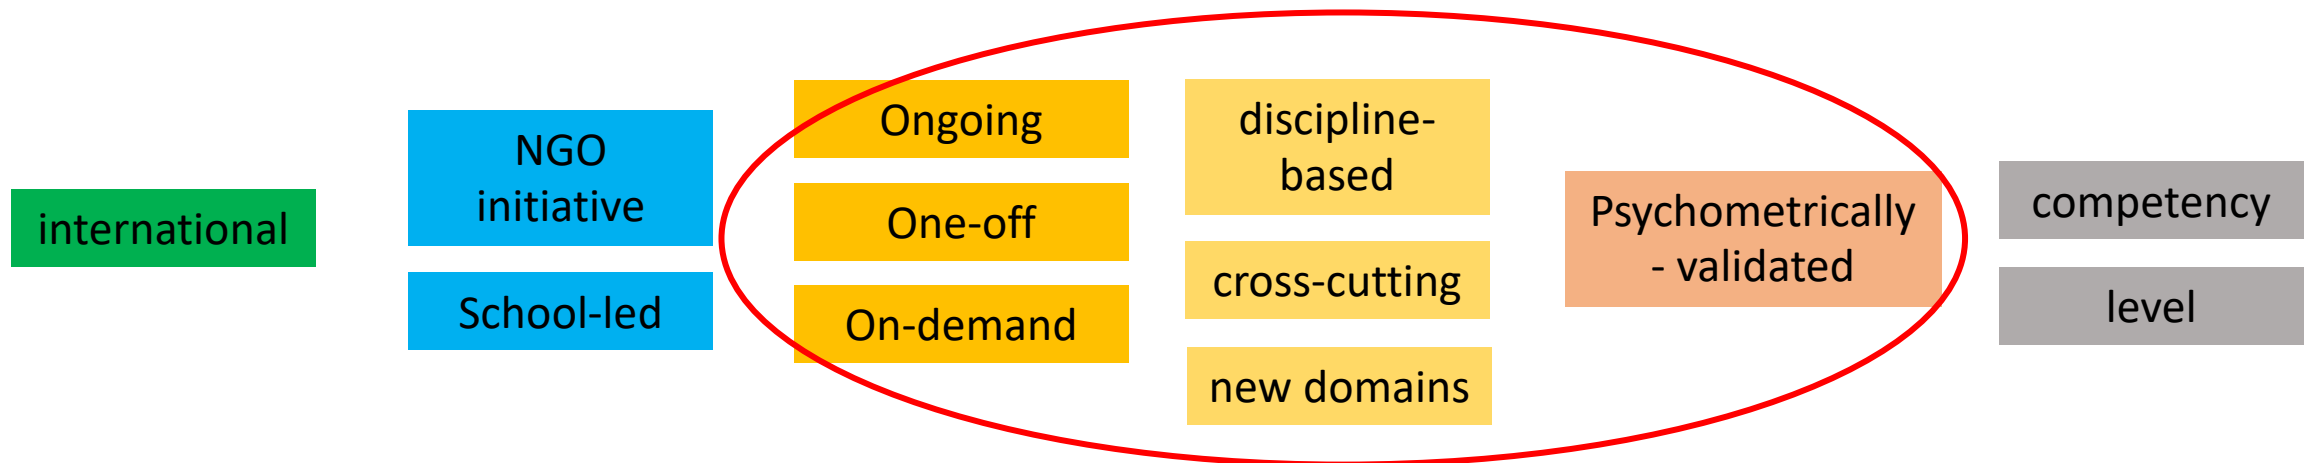 international
NGO
initiative
School-led
Ongoing
One-off
On-demand
discipline-
based
cross-cutting
new domains
Psychometrically
- validated
competency
level